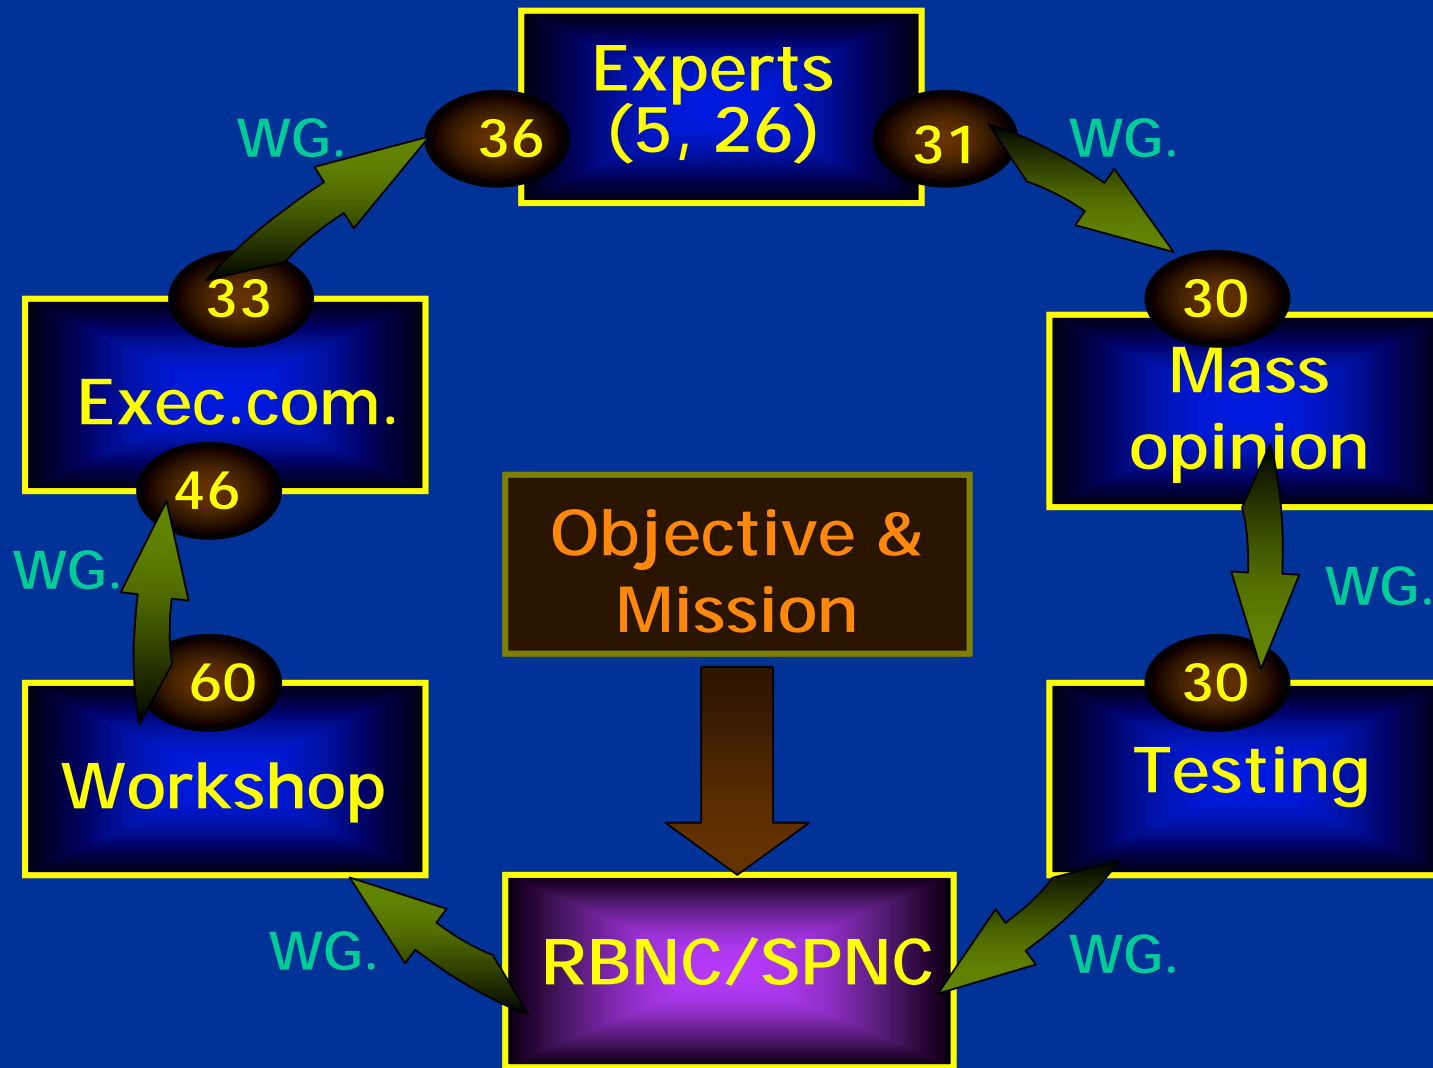 Experts
(5, 26)
WG.
36
31
WG.
33
30
Exec.com.
Mass
opinion
46
Objective &
Mission
WG.
WG.
60
30
Workshop
Testing
WG.
RBNC/SPNC
WG.